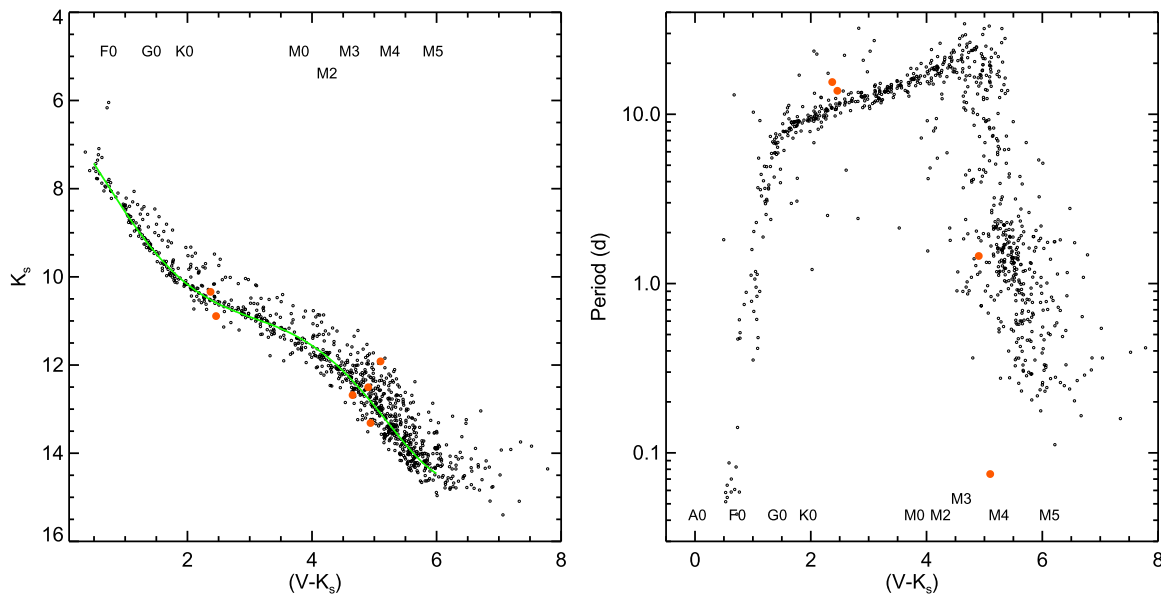 4
6
8
10
12
14
16
K_s
F0 G0 K0 M0 M3 M4 M5
M2
2 4 6 8
(V-K_s)
10.0
1.0
0.1
Period (d)
M3
A0 F0 G0 K0 M0 M2 M4 M5
0 2 4 6 8
(V-K_s)